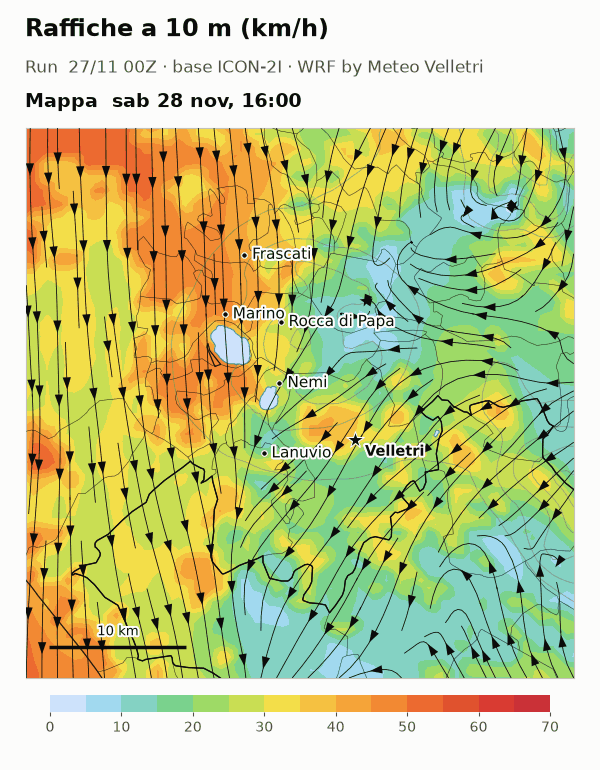 Raffiche a 10 m (km/h)
Run  27/11 00Z · base ICON-2I · WRF by Meteo Velletri
Mappa  sab 28 nov, 16:00
Frascati
Marino
Rocca di Papa
Nemi
Lanuvio
Velletri
10 km
0 10 20 30 40 50 60 70